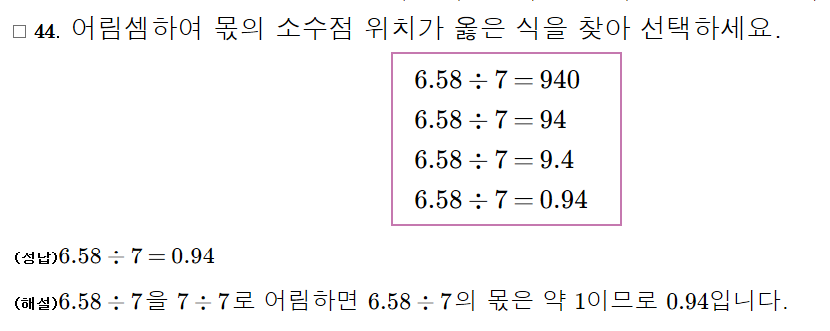 □ 44. 어림셈하여 몫의 소수점 위치가 옳은 식을 찾아 선택하세요.
6.58 ÷ 7 = 940
6.58 ÷ 7 = 94
6.58 ÷ 7 = 9.4
6.58 ÷ 7 = 0.94
(정답)6.58 ÷ 7 = 0.94
(해설)6.58 ÷ 7을 7 ÷ 7로 어림하면 6.58 ÷ 7의 몫은 약 1이므로 0.94입니다.